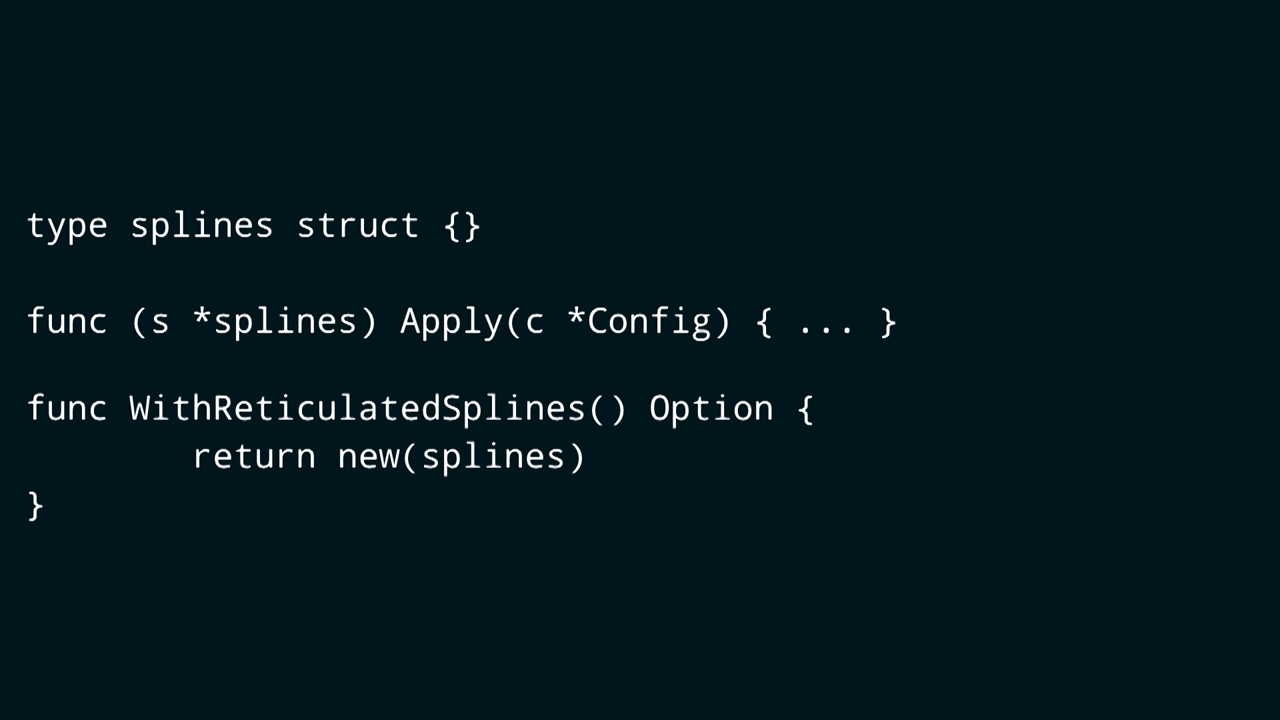 type splines struct {}
func (s *splines) Apply(c *Config) { ... }
func WithReticulatedSplines() Option {
        return new(splines)
}